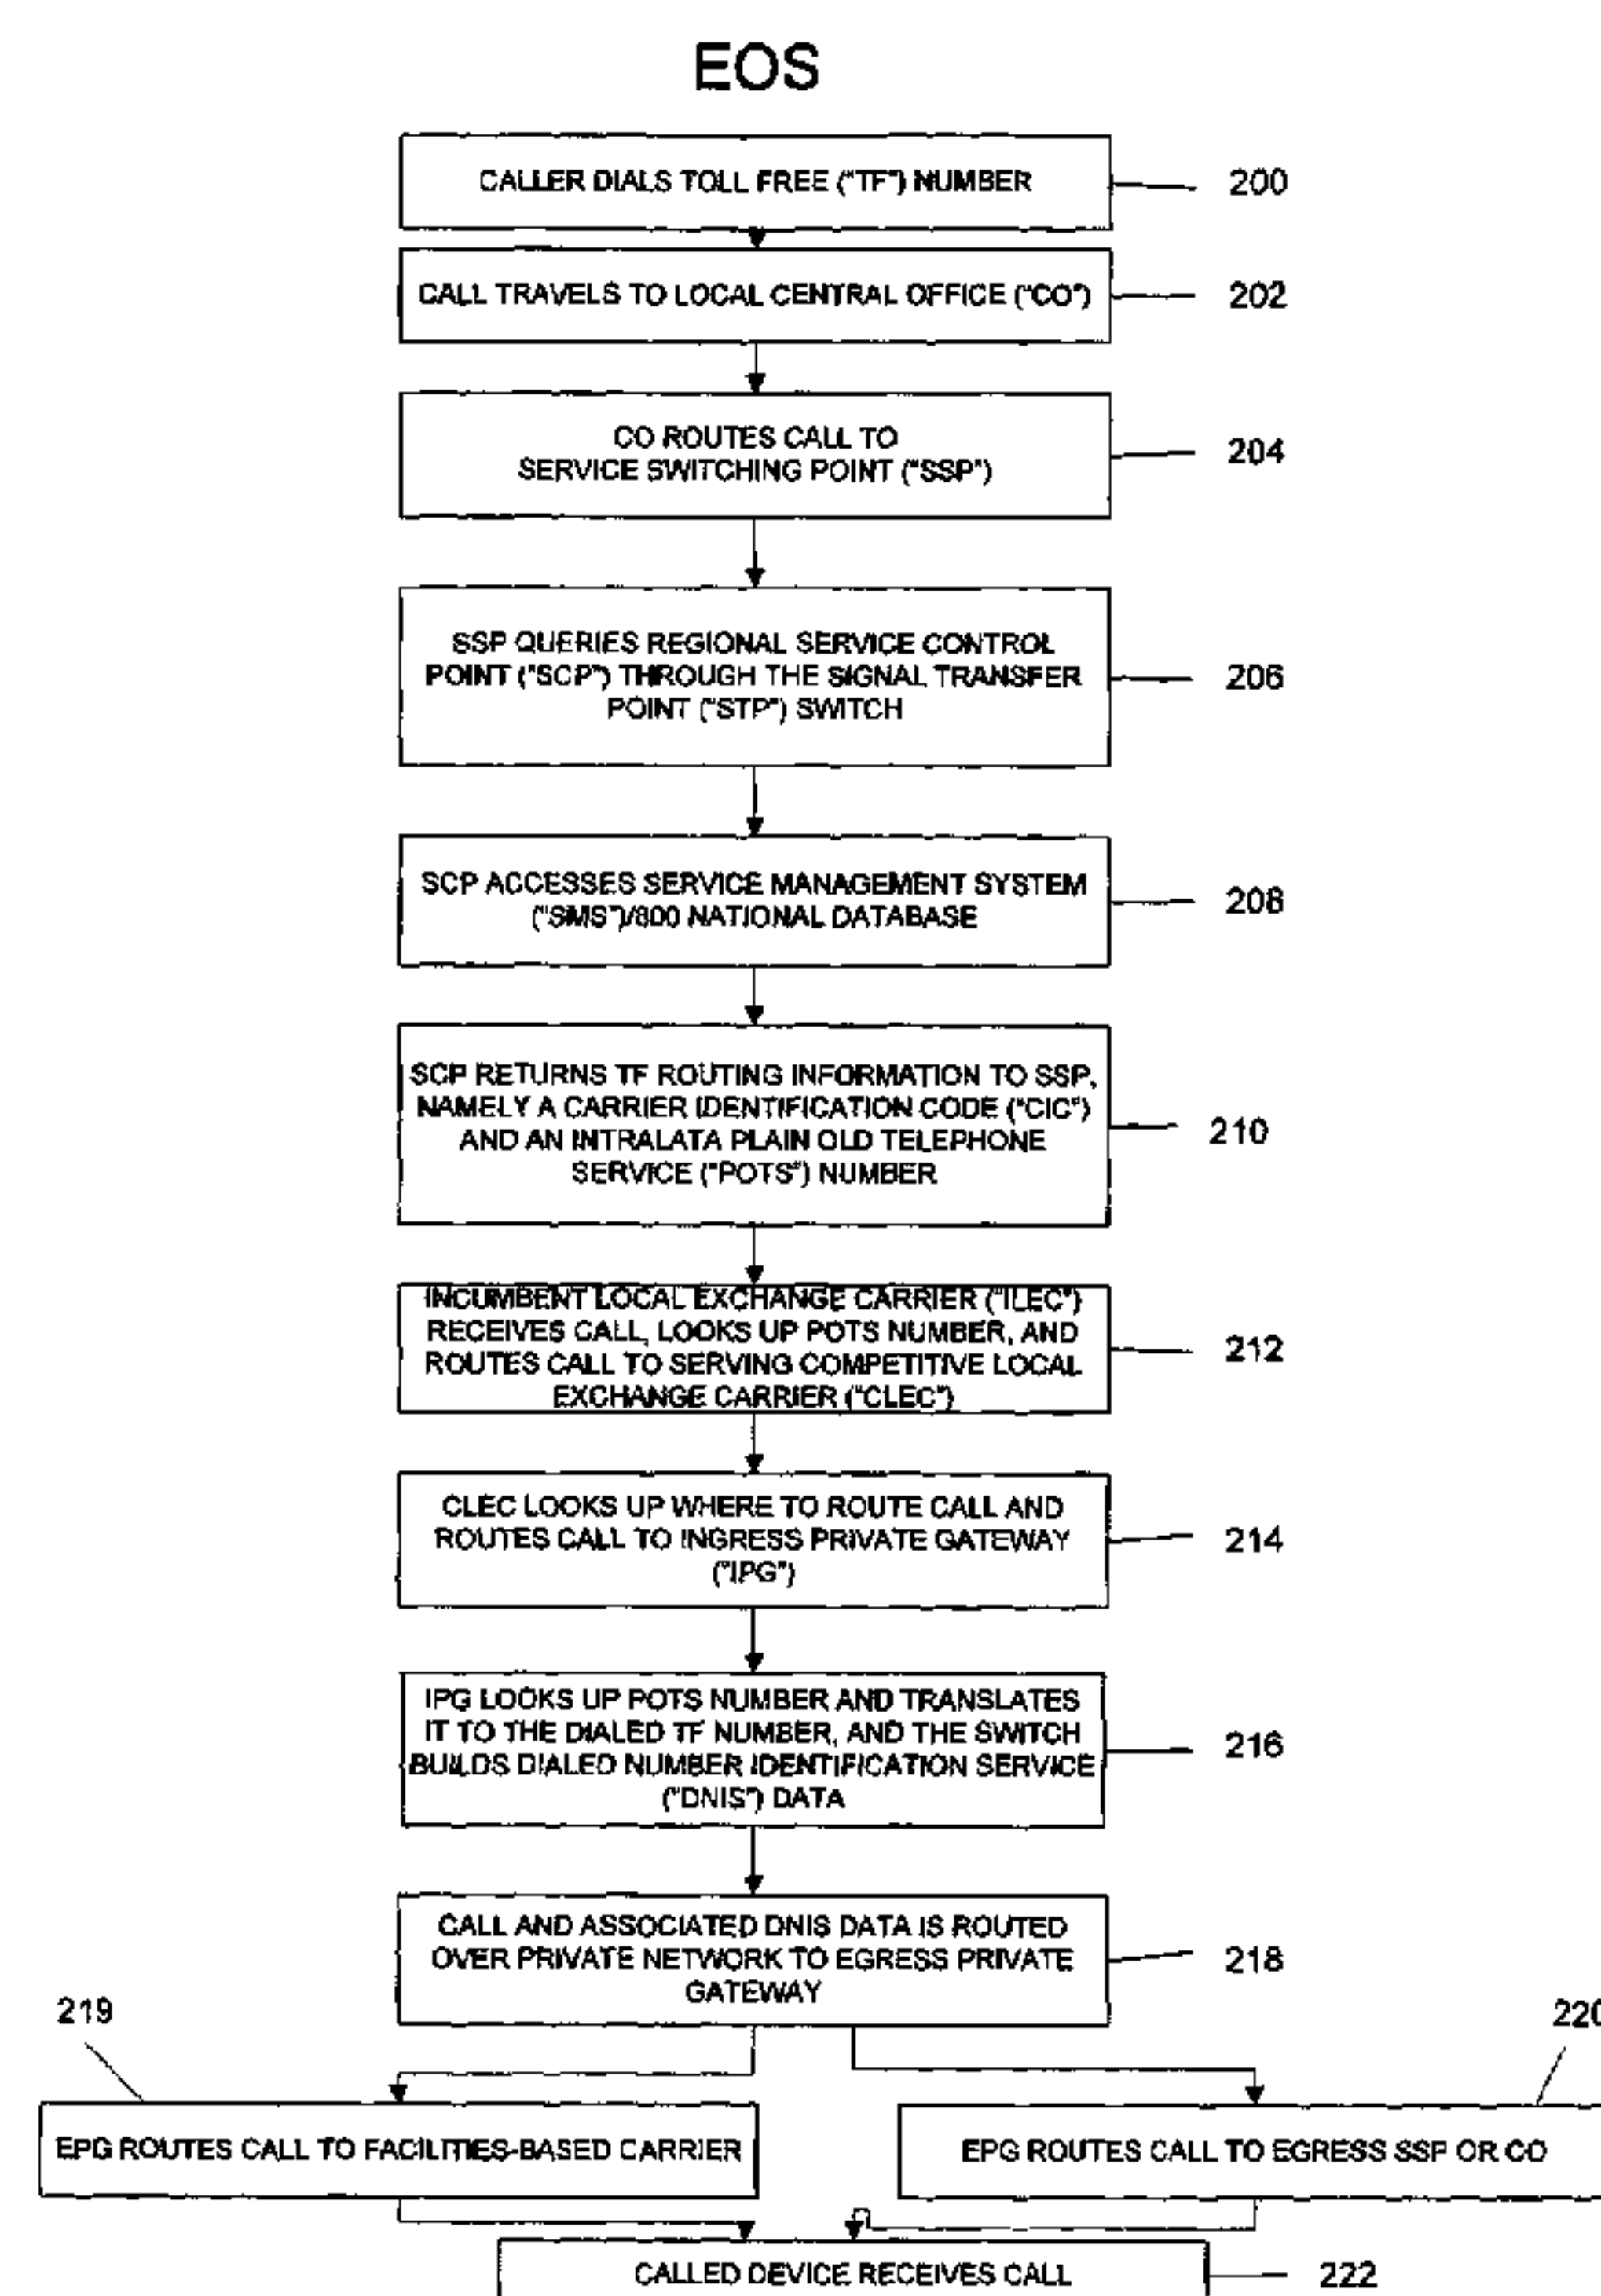 EOS
CALLER DIALS TOLL FREE ("TF") NUMBER
200
CALL TRAVELS TO LOCAL CENTRAL OFFICE ("CO")
202
CO ROUTES CALL TO
SERVICE SWITCHING POINT ("SSP")
204
SSP QUERIES REGIONAL SERVICE CONTROL
POINT ("SCP") THROUGH THE SIGNAL TRANSFER
POINT ("STP") SWITCH
206
SCP ACCESSES SERVICE MANAGEMENT SYSTEM
("SMS")/800 NATIONAL DATABASE
208
SCP RETURNS TF ROUTING INFORMATION TO SSP,
NAMELY A CARRIER IDENTIFICATION CODE ("CIC")
AND AN INTRALATA PLAIN OLD TELEPHONE
SERVICE ("POTS") NUMBER
210
INCUMBENT LOCAL EXCHANGE CARRIER ("ILEC")
RECEIVES CALL, LOOKS UP POTS NUMBER, AND
ROUTES CALL TO SERVING COMPETITIVE LOCAL
EXCHANGE CARRIER ("CLEC")
212
CLEC LOOKS UP WHERE TO ROUTE CALL AND
ROUTES CALL TO INGRESS PRIVATE GATEWAY
("IPG")
214
IPG LOOKS UP POTS NUMBER AND TRANSLATES
IT TO THE DIALED TF NUMBER, AND THE SWITCH
BUILDS DIALED NUMBER IDENTIFICATION SERVICE
("DNIS") DATA
216
CALL AND ASSOCIATED DNIS DATA IS ROUTED
OVER PRIVATE NETWORK TO EGRESS PRIVATE
GATEWAY
218
219
220
EPG ROUTES CALL TO FACILITIES-BASED CARRIER
EPG ROUTES CALL TO EGRESS SSP OR CO
CALLED DEVICE RECEIVES CALL
222